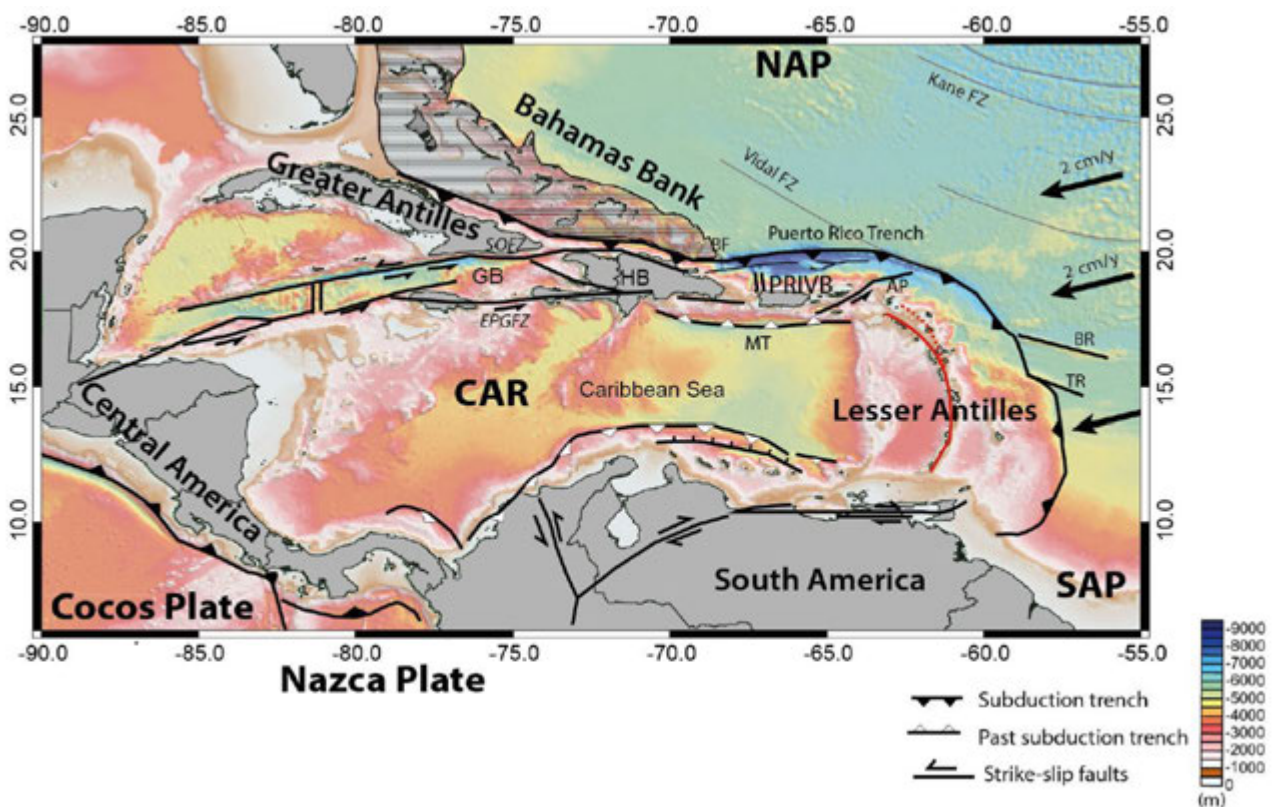 -90.0 -85.0 -80.0 -75.0 -70.0 -65.0 -60.0 -55.0
NAP
Kane FZ
25.0 25.0
Bahamas Bank
2 cm/y
Vidal FZ
Greater Antilles
Puerto Rico Trench
20.0 20.0
SOFZ
BF
2 cm/y
GB
HB
PRIVB
AP
EPGFZ
MT
BR
15.0 15.0
CAR
Caribbean Sea
TR
Lesser Antilles
Central America
10.0 10.0
South America
SAP
Cocos Plate
-90.0 -85.0 -80.0 -75.0 -70.0 -65.0 -60.0 -55.0
Nazca Plate
Subduction trench
Past subduction trench
Strike-slip faults
-9000
-8000
-7000
-6000
-5000
-4000
-3000
-2000
-1000
0
(m)